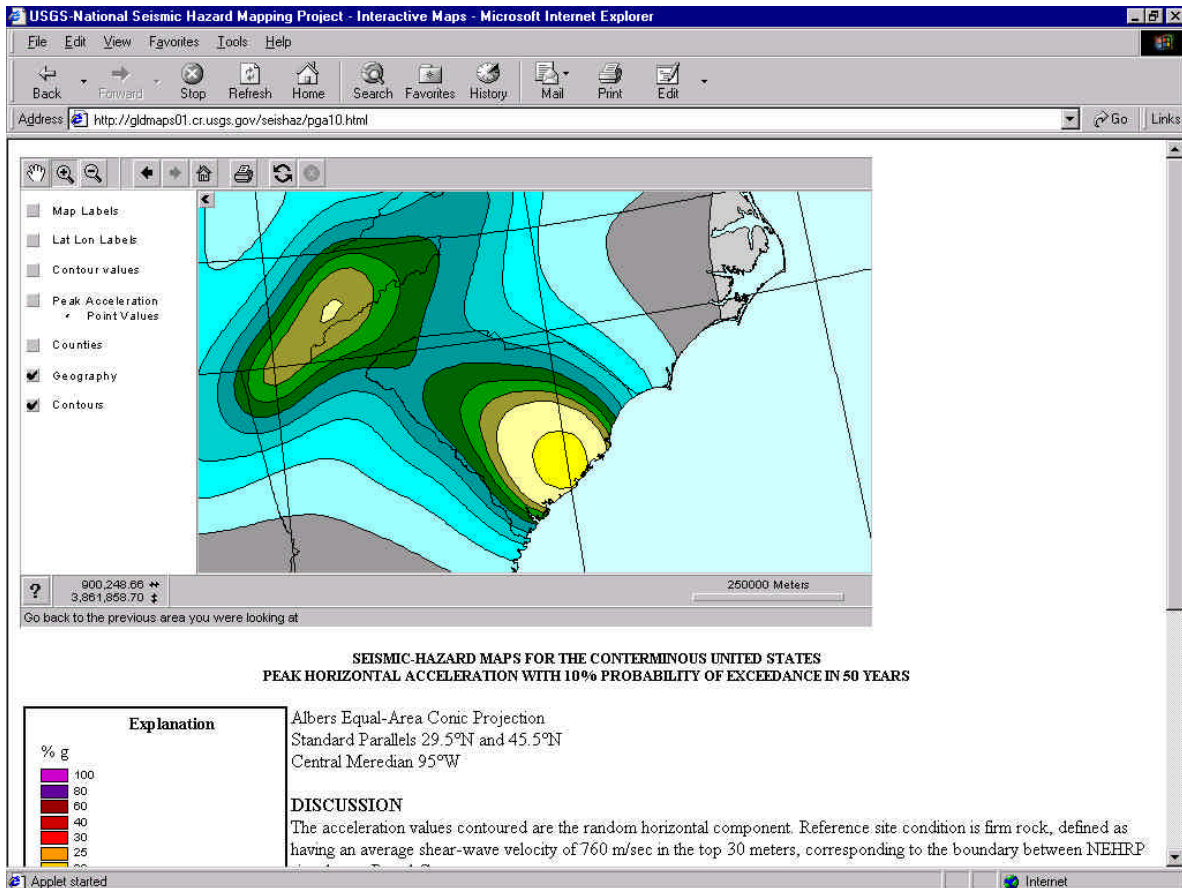 USGS-National Seismic Hazard Mapping Project - Interactive Maps - Microsoft Internet Explorer
File Edit View Favorites Tools Help
Back Forward Stop Refresh Home Search Favorites History Mail Print Edit
Address http://gldmaps01.cr.usgs.gov/seishaz/pga10.html Go Links
Map Labels
Lat Lon Labels
Contour values
Peak Acceleration
Point Values
Counties
Geography
Contours
? 900,248.66 250000 Meters
3,861,858.70
Go back to the previous area you were looking at
SEISMIC-HAZARD MAPS FOR THE CONTERMINOUS UNITED STATES
PEAK HORIZONTAL ACCELERATION WITH 10% PROBABILITY OF EXCEEDANCE IN 50 YEARS
Explanation
% g
100
80
60
40
30
25
Albers Equal-Area Conic Projection
Standard Parallels 29.5°N and 45.5°N
Central Meredian 95°W
DISCUSSION
The acceleration values contoured are the random horizontal component. Reference site condition is firm rock, defined as
having an average shear-wave velocity of 760 m/sec in the top 30 meters, corresponding to the boundary between NEHRP
Applet started Internet